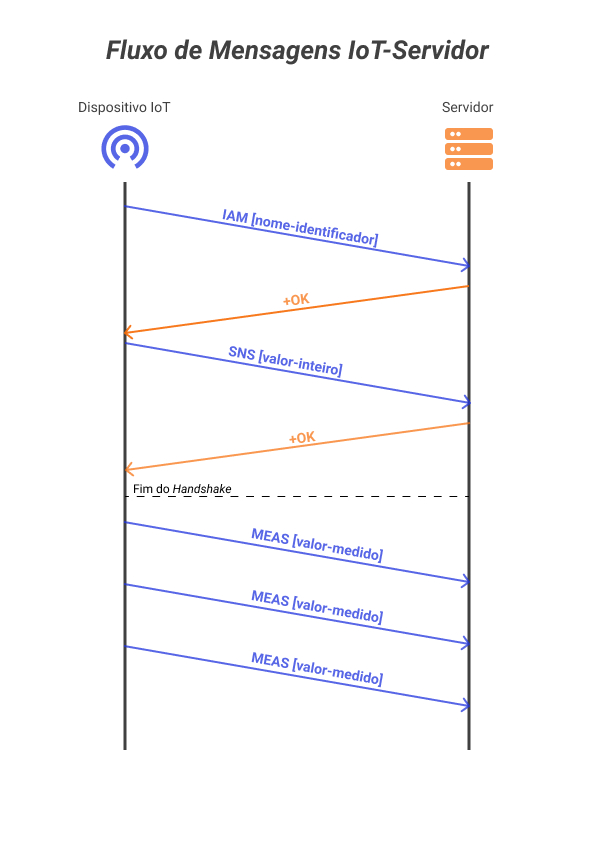 Fluxo de Mensagens IoT-Servidor
Dispositivo IoT
Servidor
IAM [nome-identificador]
+OK
SNS [valor-inteiro]
+OK
Fim do Handshake
MEAS [valor-medido]
MEAS [valor-medido]
MEAS [valor-medido]